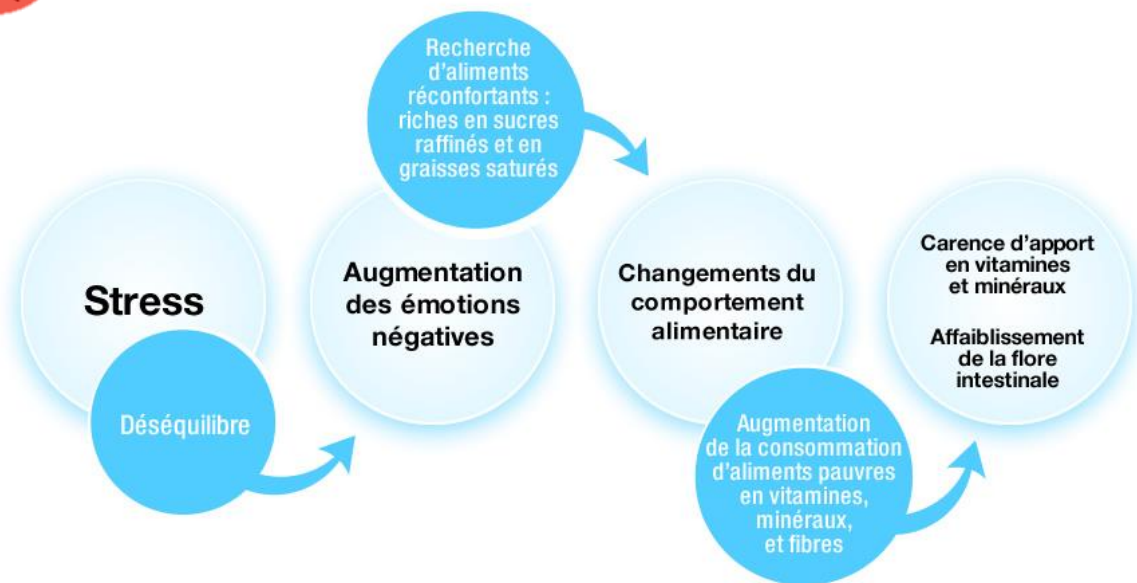 Stress
Déséquilibre
Augmentation
des émotions
négatives
Recherche
d'aliments
réconfortants :
riches en sucres
raffinés et en
graisses saturés
Changements du
comportement
alimentaire
Augmentation
de la consommation
d'aliments pauvres
en vitamines,
minéraux,
et fibres
Carence d'apport
en vitamines
et minéraux
Affaiblissement
de la flore
intestinale